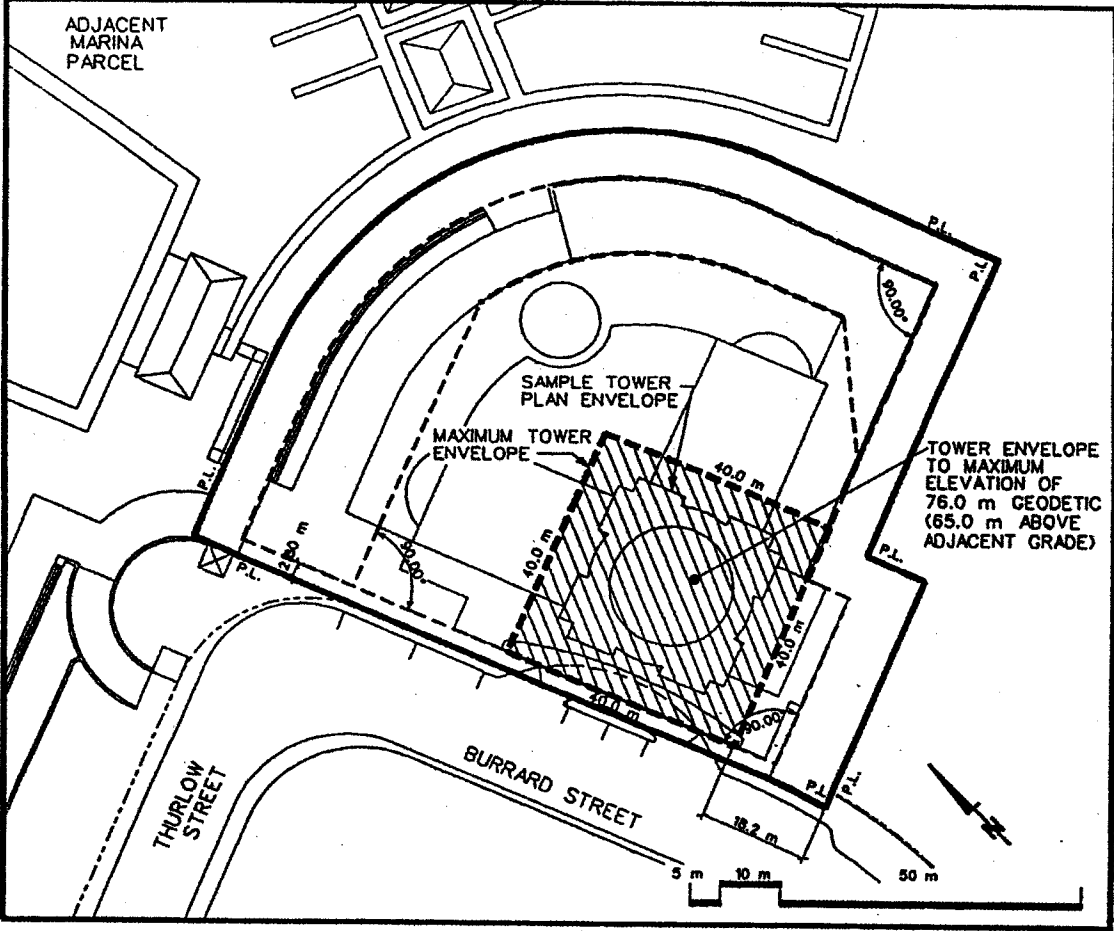 ADJACENT
MARINA
PARCEL
P.L.
P.L.
90.00°
SAMPLE TOWER
PLAN ENVELOPE
MAXIMUM TOWER
ENVELOPE
40.0 m
TOWER ENVELOPE
TO MAXIMUM
ELEVATION OF
76.0 m GEODETIC
(65.0 m ABOVE
ADJACENT GRADE)
P.L.
40.0 m
P.L.
P.L.
40.0 m
40.0 m
90.00°
BURRARD STREET
THURLOW
STREET
P.L.
P.L.
18.2 m
N
5 m
10 m
50 m